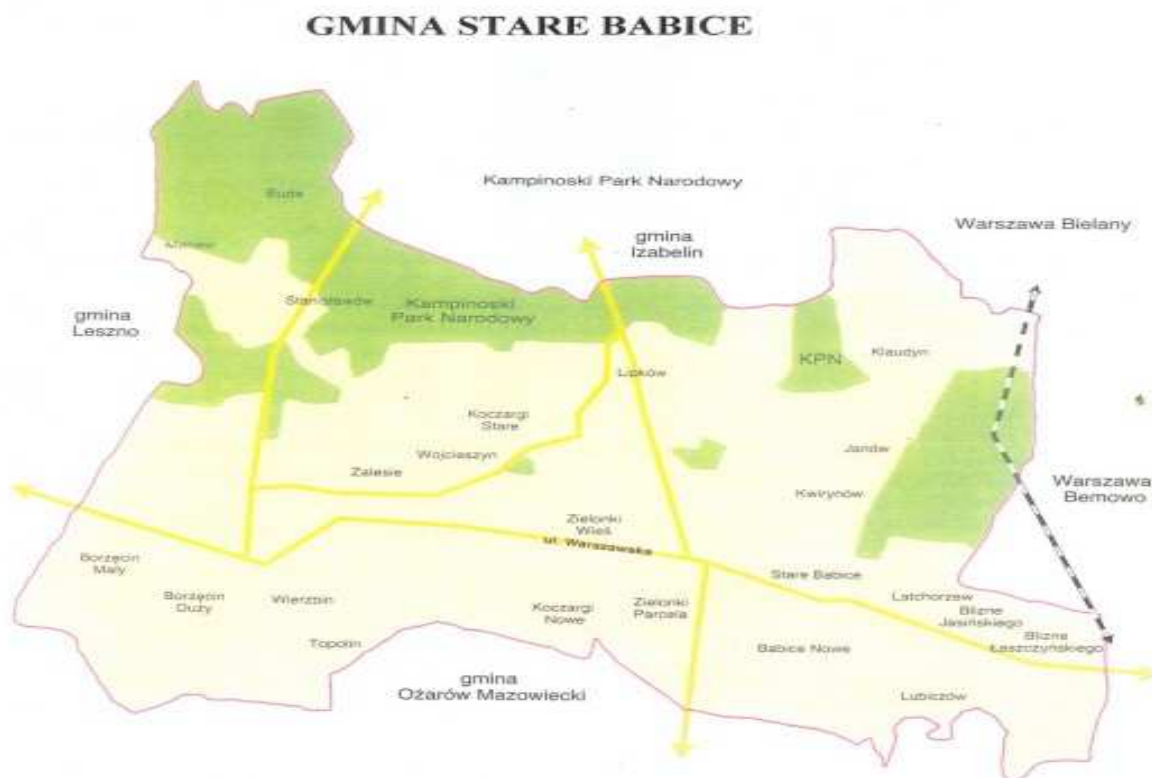 GMINA STARE BABICE
Kampinoski Park Narodowy
Buda
Warszawa Bielany
gmina
Izabelin
Stanisławów
Kampinoski
Park Narodowy
gmina
Leszno
KPN
Klaudyn
Lipków
Koczargi
Stare
Wojcieszyn
Janów
Zalesie
Kwirynów
Warszawa
Bemowo
Zielonki
Wieś
ul. Warszawska
Borzęcin
Mały
Stare Babice
Borzęcin
Duży
Wierzbin
Koczargi
Nowe
Zielonki
Parcela
Latchorzew
Blizne
Jasińskiego
Blizne
Łaszczyńskiego
Topolin
Babice Nowe
gmina
Ożarów Mazowiecki
Lubiczów